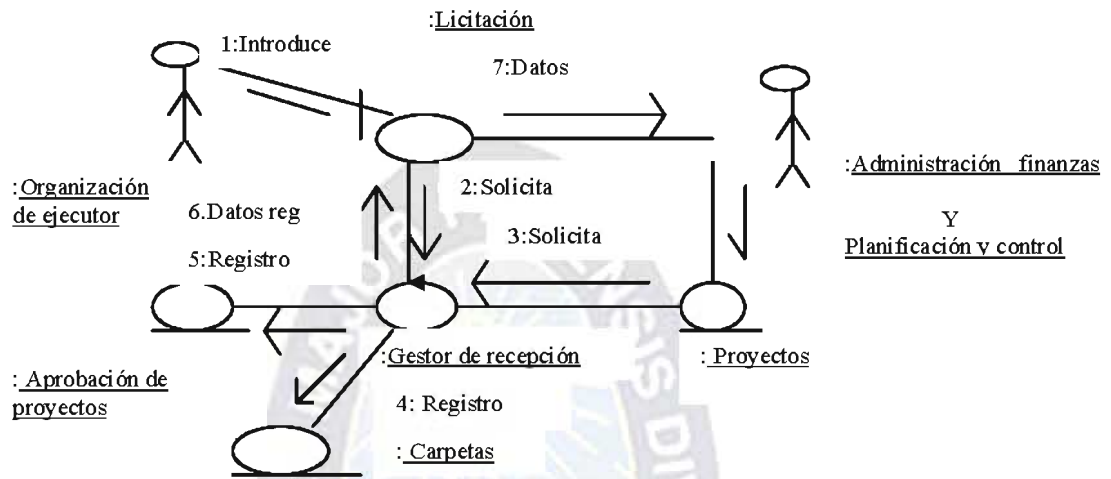 :Licitación
1:Introduce
7:Datos
:Administración finanzas
Y
Planificación y control
:Organización
de ejecutor
2:Solicita
6.Datos reg
3:Solicita
5:Registro
:Gestor de recepción
: Proyectos
: Aprobación de
proyectos
4: Registro
: Carpetas